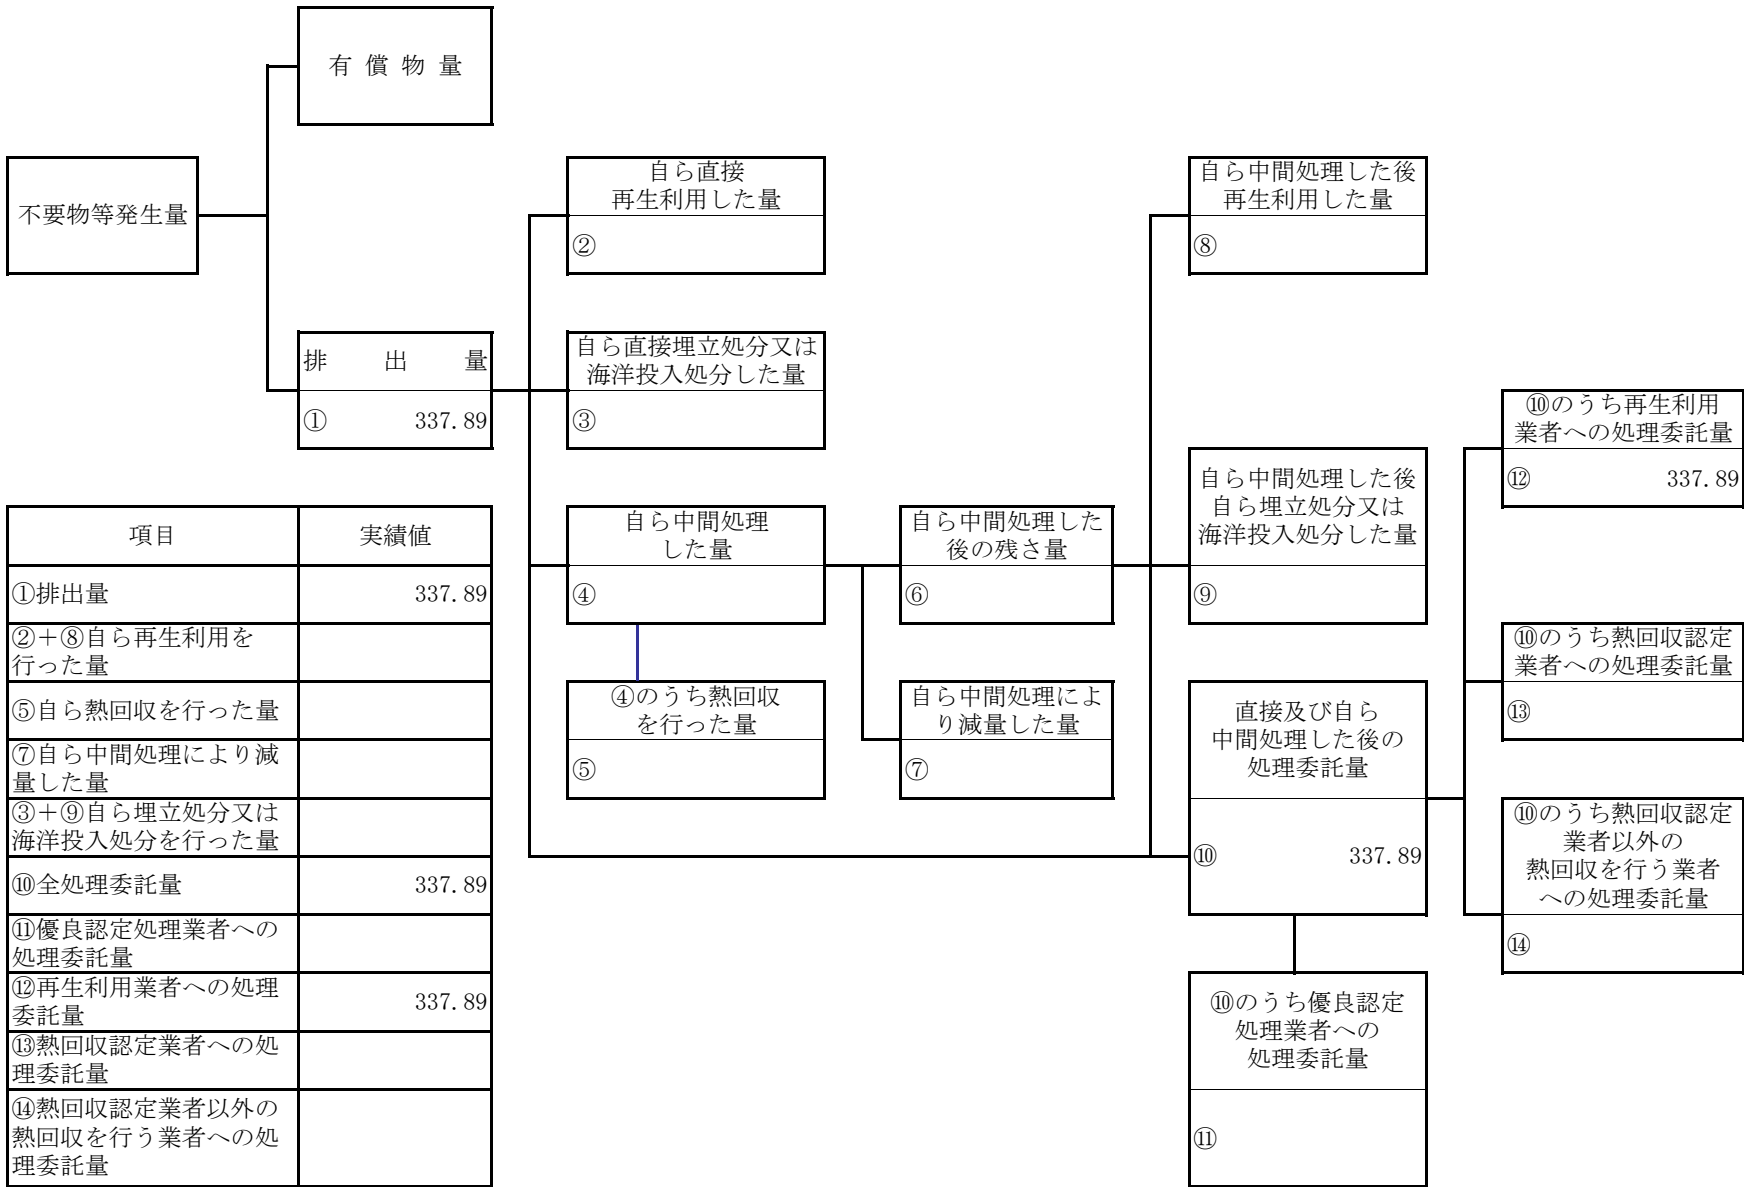 有 償 物 量
不要物等発生量
自ら直接
再生利用した量
②
自ら中間処理した後
再生利用した量
⑧
排 出 量
① 337.89
自ら直接埋立処分又は
海洋投入処分した量
③
⑩のうち再生利用
業者への処理委託量
⑫ 337.89
自ら中間処理
した量
④
自ら中間処理した
後の残さ量
⑥
自ら中間処理した後
自ら埋立処分又は
海洋投入処分した量
⑨
⑩のうち熱回収認定
業者への処理委託量
⑬
④のうち熱回収
を行った量
⑤
自ら中間処理によ
り減量した量
⑦
直接及び自ら
中間処理した後の
処理委託量
⑩ 337.89
⑩のうち熱回収認定
業者以外の
熱回収を行う業者
への処理委託量
⑭
⑩のうち優良認定
処理業者への
処理委託量
⑪
項目 実績値
①排出量 337.89
②＋⑧自ら再生利用を
行った量
⑤自ら熱回収を行った量
⑦自ら中間処理により減
量した量
③＋⑨自ら埋立処分又は
海洋投入処分を行った量
⑩全処理委託量 337.89
⑪優良認定処理業者への
処理委託量
⑫再生利用業者への処理
委託量 337.89
⑬熱回収認定業者への処
理委託量
⑭熱回収認定業者以外の
熱回収を行う業者への処
理委託量